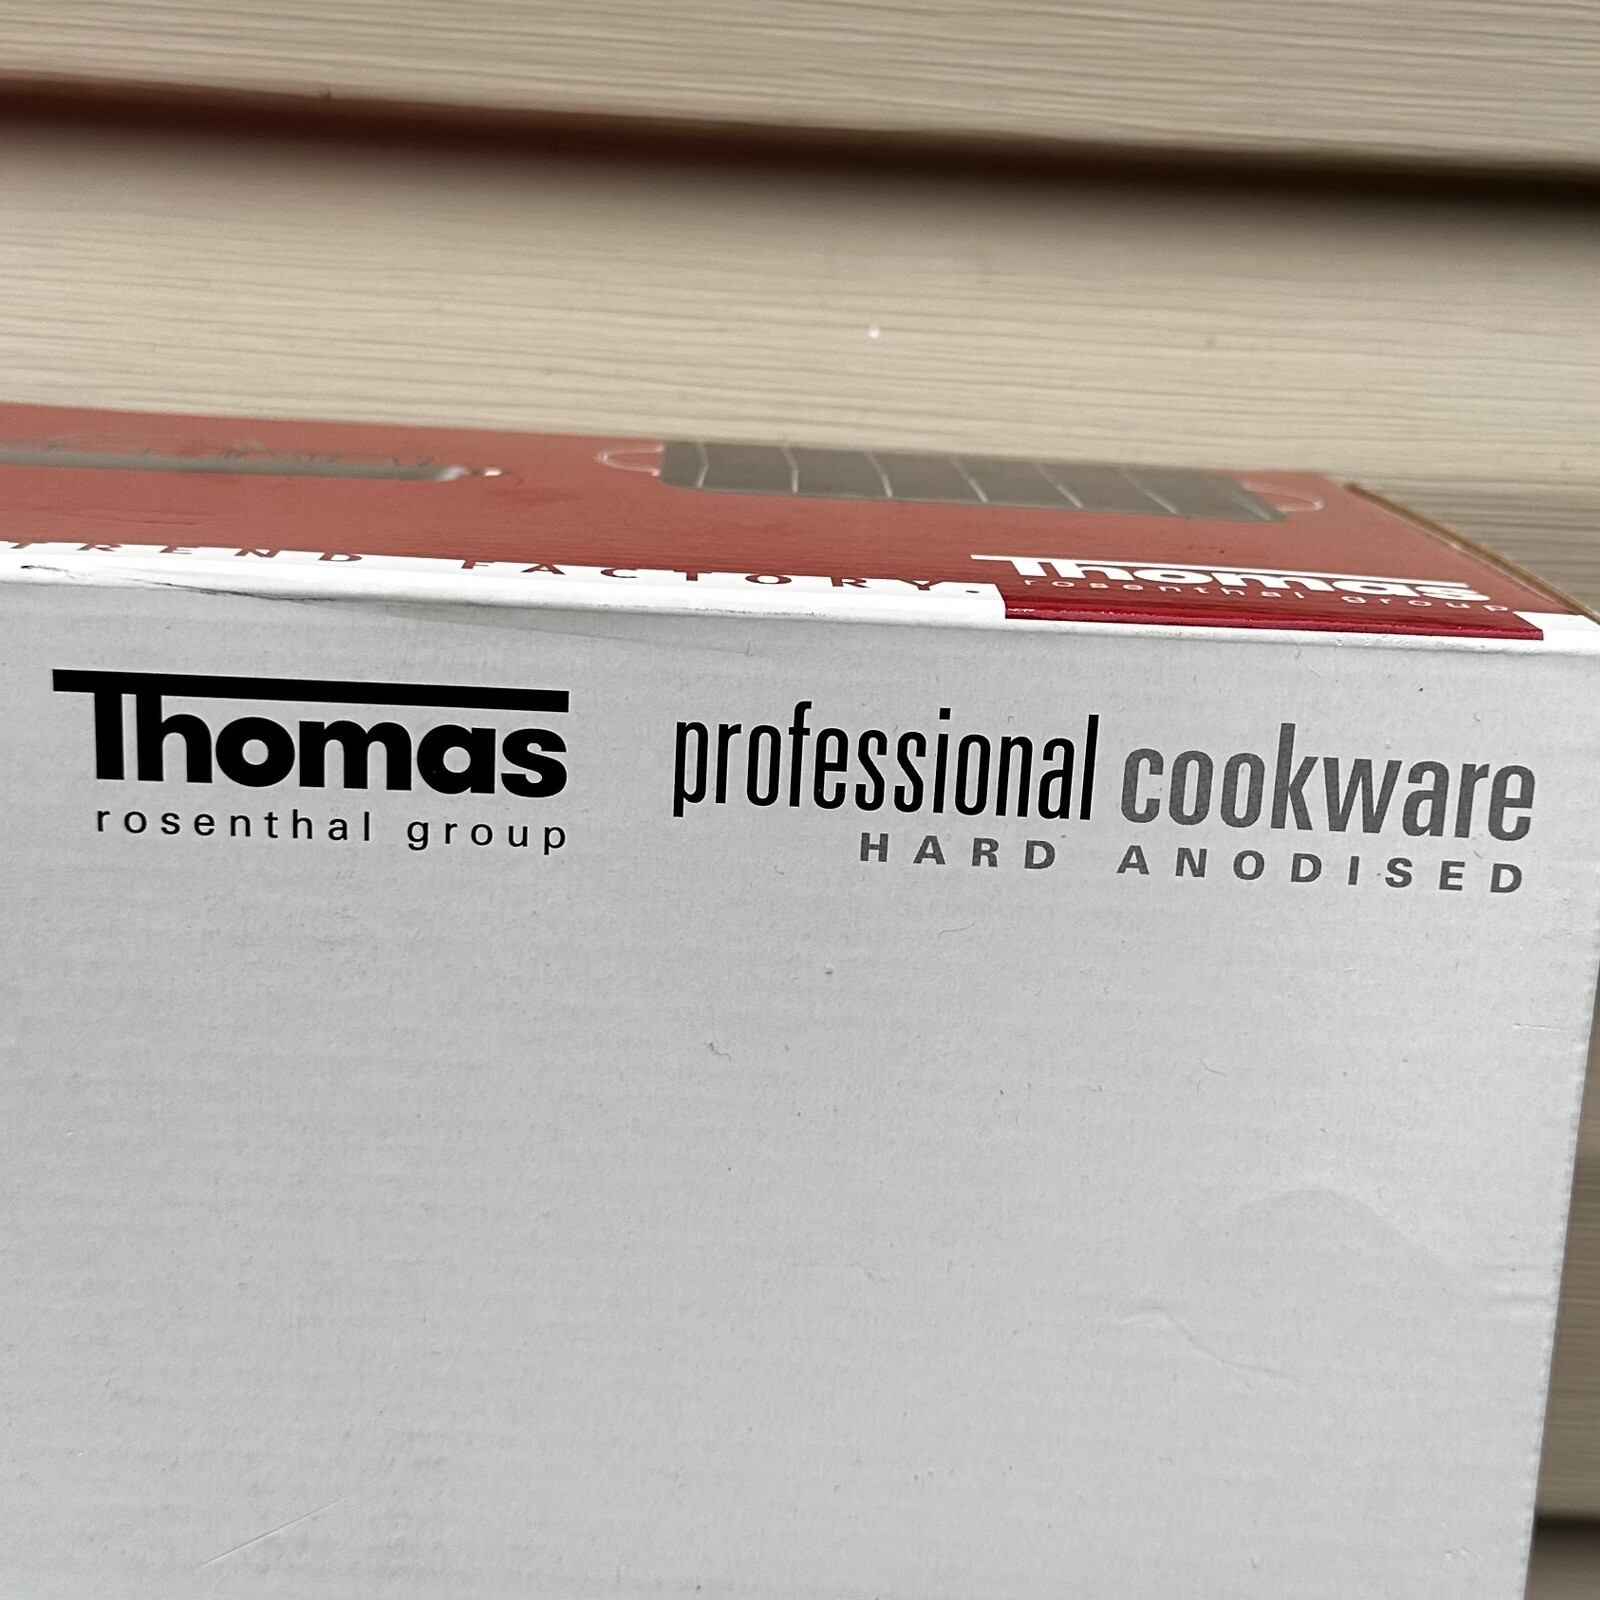 TREND FACTORY.
Thomas
rosenthal group
Thomas
rosenthal group
professional cookware
HARD ANODISED